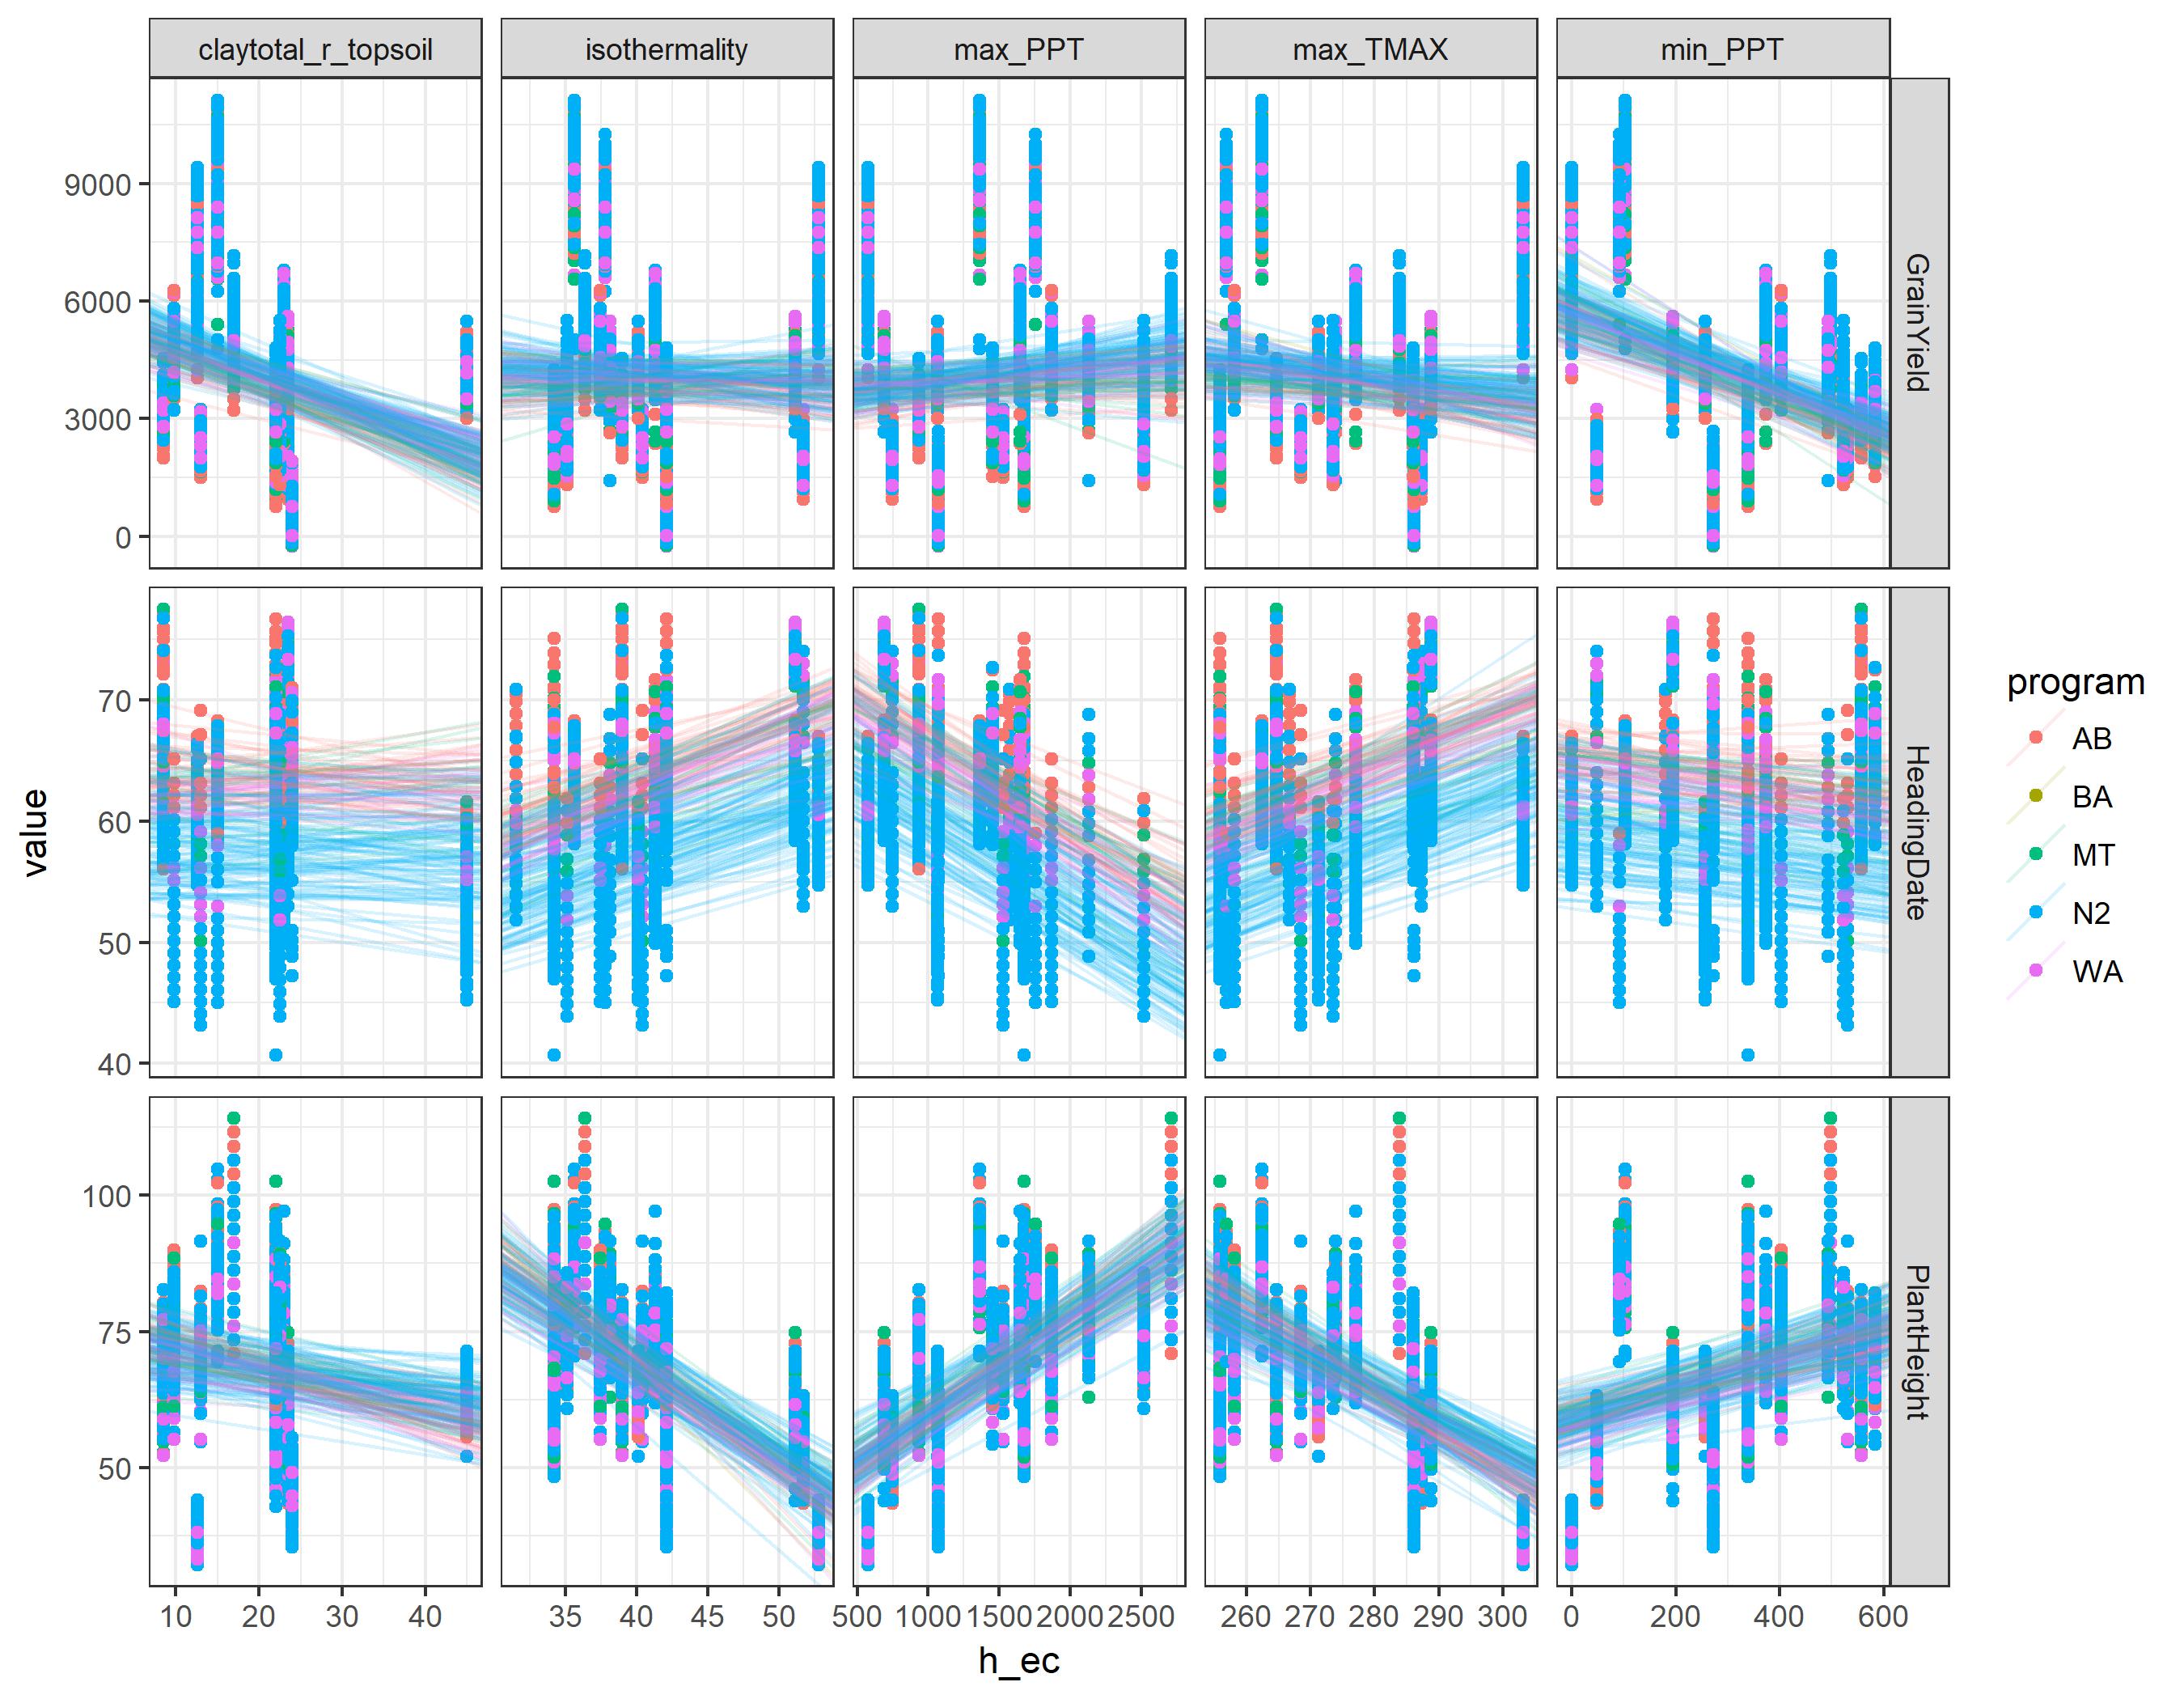 claytotal_r_topsoil isothermality max_PPT max_TMAX min_PPT
9000
6000
3000
0
GrainYield
70
60
50
40
HeadingDate
100
75
50
PlantHeight
value
10 20 30 40 35 40 45 50 500 1000 1500 2000 2500 260 270 280 290 300 0 200 400 600
h_ec
program
AB
BA
MT
N2
WA